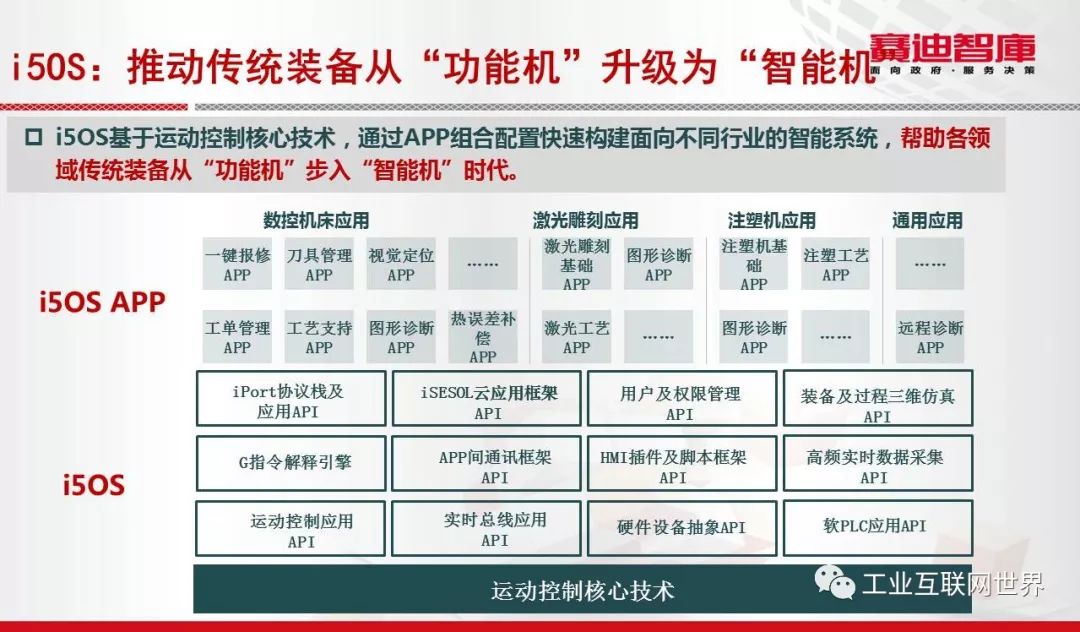 i5OS：推动传统装备从“功能机”升级为“智能机”
赛迪智库
面向政府·服务决策
i5OS基于运动控制核心技术，通过APP组合配置快速构建面向不同行业的智能系统，帮助各领
域传统装备从“功能机”步入“智能机”时代。
数控机床应用 激光雕刻应用 注塑机应用 通用应用
i5OS APP
一键报修
APP
刀具管理
APP
视觉定位
APP
……
激光雕刻
基础
APP
图形诊断
APP
注塑机基
础
APP
注塑工艺
APP
……
工单管理
APP
工艺支持
APP
图形诊断
APP
热误差补
偿
APP
激光工艺
APP
……
图形诊断
APP
……
远程诊断
APP
i5OS
iPort协议栈及
应用API
iSESOL云应用框架
API
用户及权限管理
API
装备及过程三维仿真
API
G指令解释引擎
APP间通讯框架
API
HMI插件及脚本框架
API
高频实时数据采集
API
运动控制应用
API
实时总线应用
API
硬件设备抽象API
软PLC应用API
运动控制核心技术
工业互联网世界